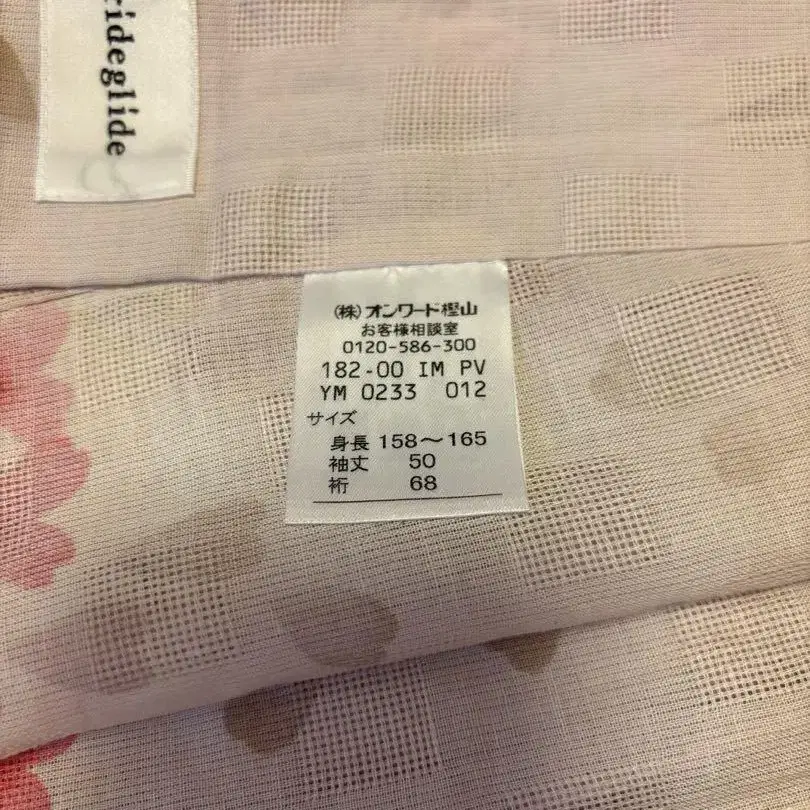 rideglide
(株)オンワード樫山
お客様相談室
0120-586-300
182-00 IM PV
YM 0233 012
サイズ
身長 158～165
袖丈 50
裄 68